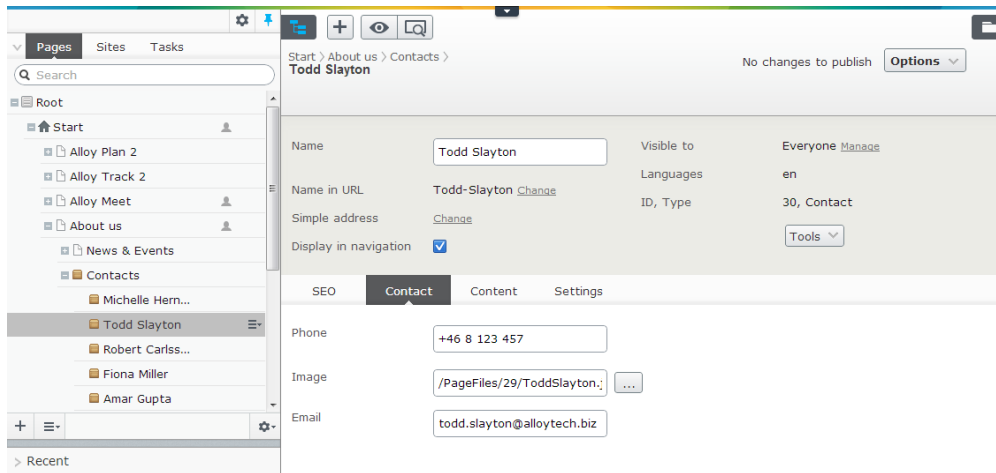 Pages Sites Tasks
Search
Root
Start
Alloy Plan 2
Alloy Track 2
Alloy Meet
About us
News & Events
Contacts
Michelle Hern...
Todd Slayton
Robert Carlss...
Fiona Miller
Amar Gupta
Recent
Start > About us > Contacts >
Todd Slayton
No changes to publish Options
Name Todd Slayton
Name in URL Todd-Slayton Change
Simple address Change
Display in navigation
Visible to Everyone Manage
Languages en
ID, Type 30, Contact
Tools
SEO Contact Content Settings
Phone +46 8 123 457
Image /PageFiles/29/ToddSlayton. ...
Email todd.slayton@alloytech.biz